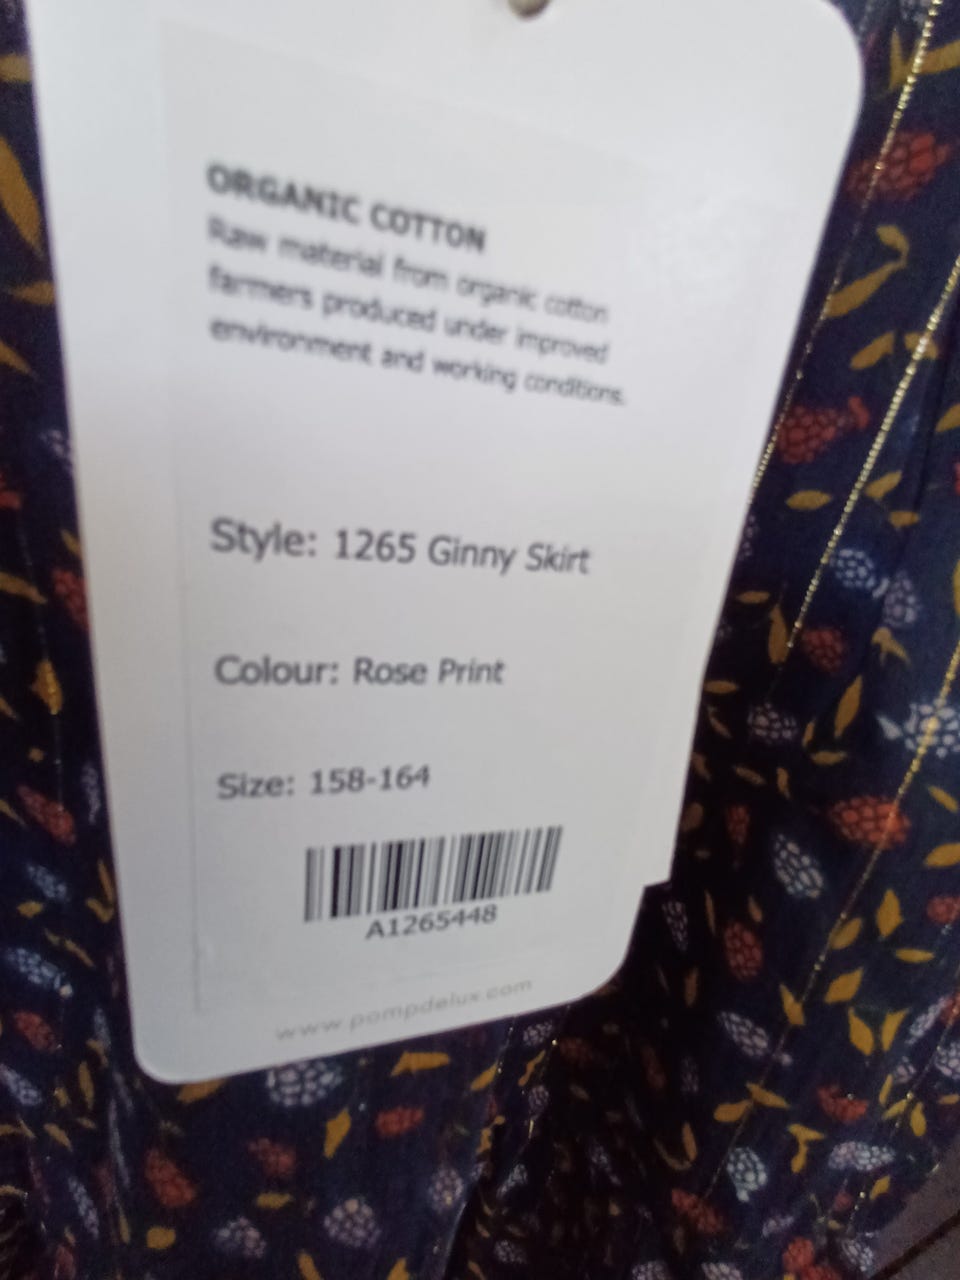 ORGANIC COTTON
Raw material from organic cotton
farmers produced under improved
environment and working conditions.
Style: 1265 Ginny Skirt
Colour: Rose Print
Size: 158-164
A1265448
www.pompdelux.com